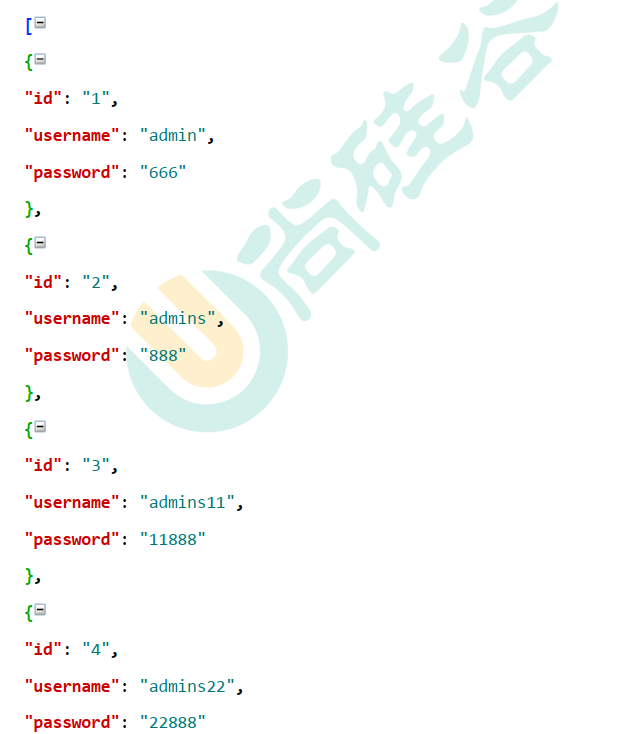 [
{
"id": "1",
"username": "admin",
"password": "666"
},
{
"id": "2",
"username": "admins",
"password": "888"
},
{
"id": "3",
"username": "admins11",
"password": "11888"
},
{
"id": "4",
"username": "admins22",
"password": "22888"
尚硅谷